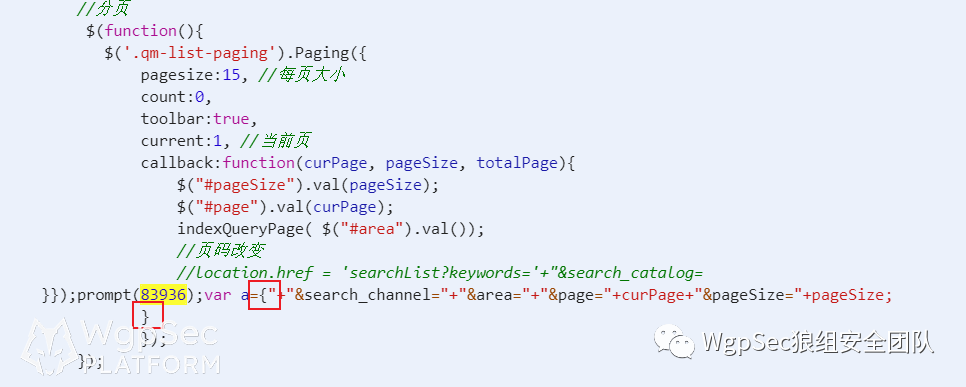 //分页
$(function(){
$('.qm-list-paging').Paging({
pagesize:15, //每页大小
count:0,
toolbar:true,
current:1, //当前页
callback:function(curPage, pageSize, totalPage){
$("#pageSize").val(pageSize);
$("#page").val(curPage);
indexQueryPage( $("#area").val());
//页码改变
//location.href = 'searchList?keywords='+"&search_catalog=
}});prompt(83936);var a={"+"&search_channel="+"&area="+"&page="+curPage+"&pageSize="+pageSize;
}
});
});
WgpSec
PLATFORM
WgpSec狼组安全团队